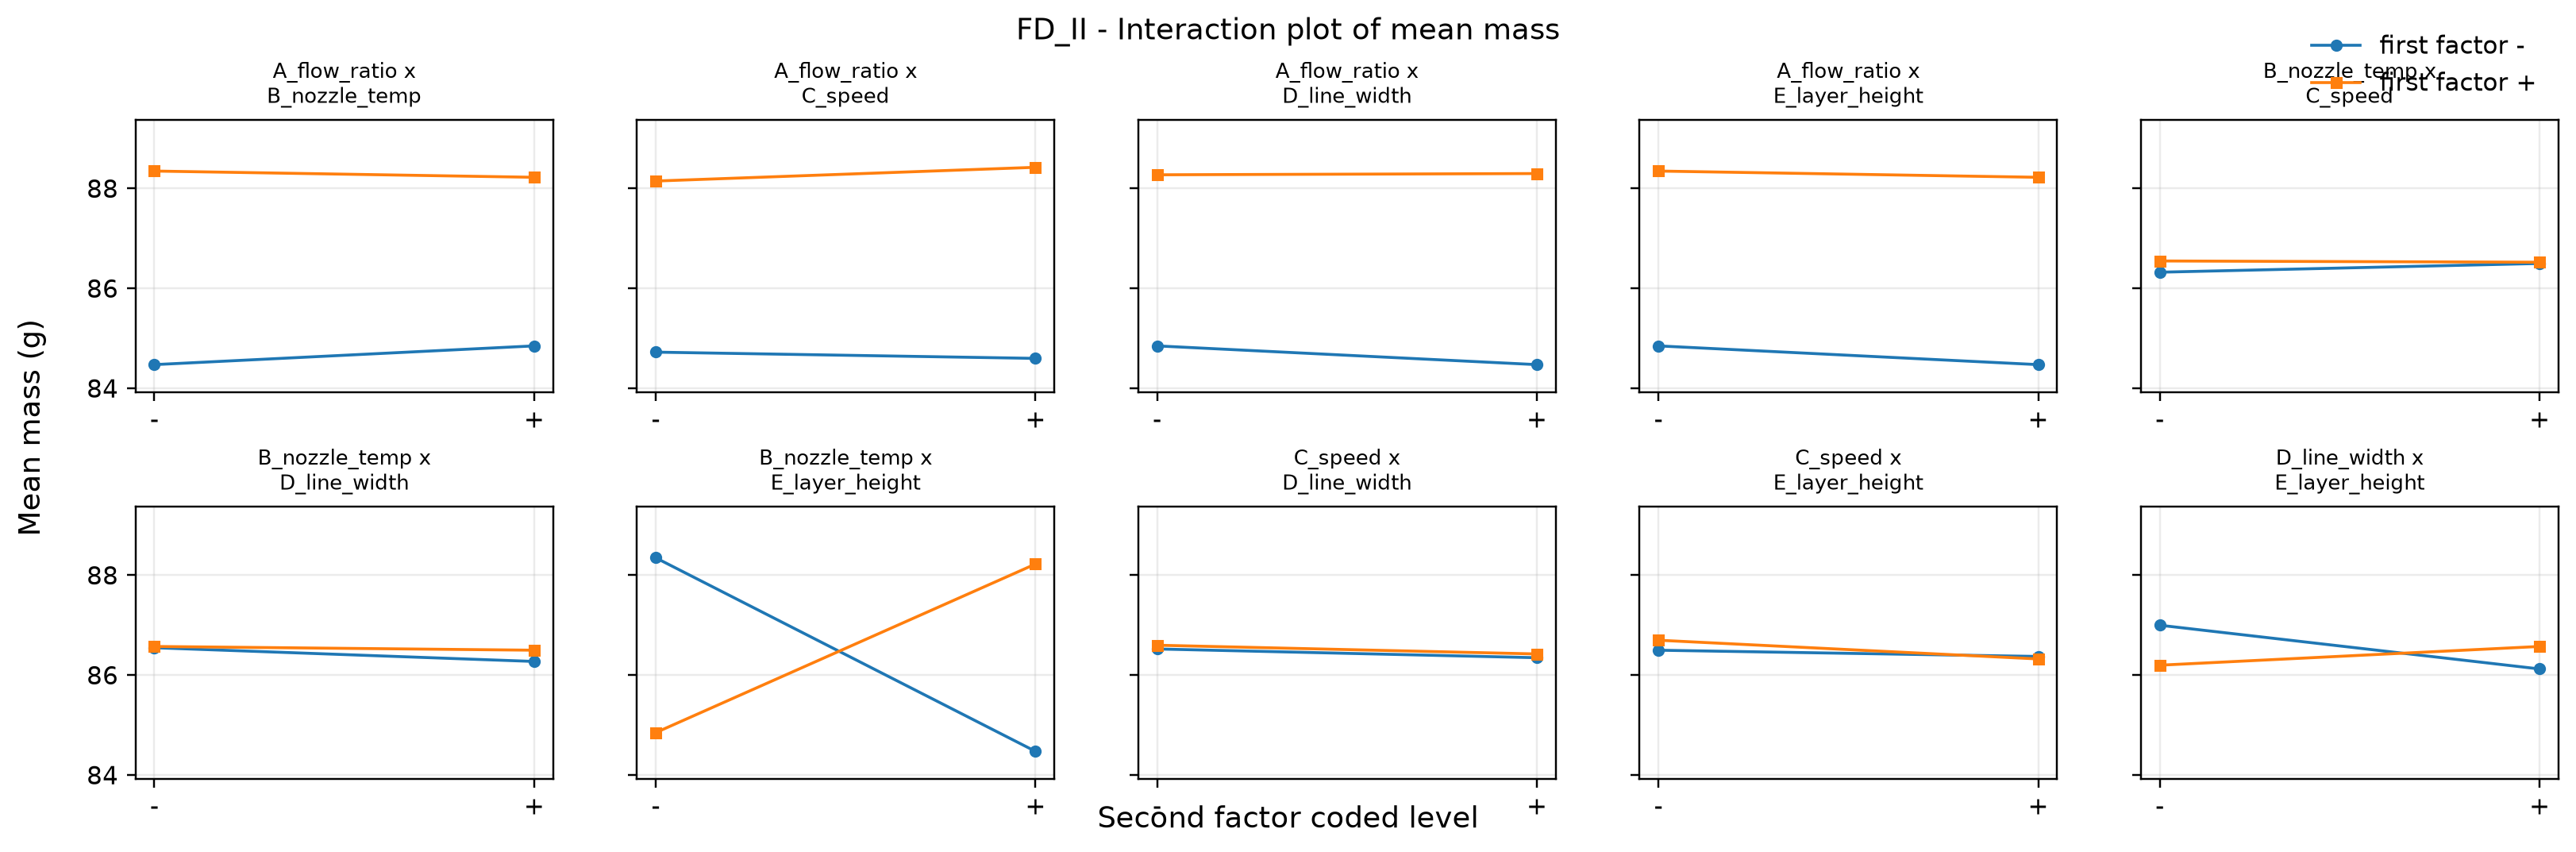 FD_II - Interaction plot of mean mass
first factor -
first factor +
A_flow_ratio x
B_nozzle_temp
A_flow_ratio x
C_speed
A_flow_ratio x
D_line_width
A_flow_ratio x
E_layer_height
B_nozzle_temp x
C_speed
88
86
84
- +
- +
- +
- +
- +
Mean mass (g)
B_nozzle_temp x
D_line_width
B_nozzle_temp x
E_layer_height
C_speed x
D_line_width
C_speed x
E_layer_height
D_line_width x
E_layer_height
88
86
84
- +
- +
- +
- +
- +
Second factor coded level